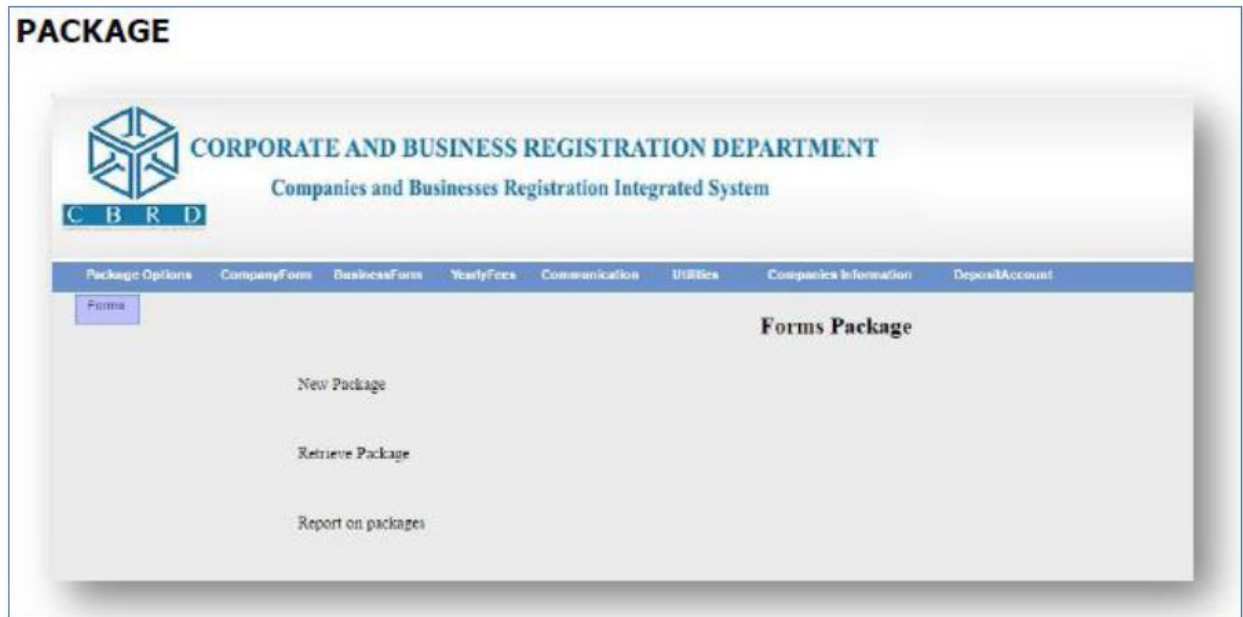 PACKAGE
CORPORATE AND BUSINESS REGISTRATION DEPARTMENT
Companies and Businesses Registration Integrated System
C B R D
Package Options CompanyForm BusinessForm YearlyFees Communication Utilities Companies Information DepositAccount
Forms
Forms Package
New Package
Retrieve Package
Report on packages